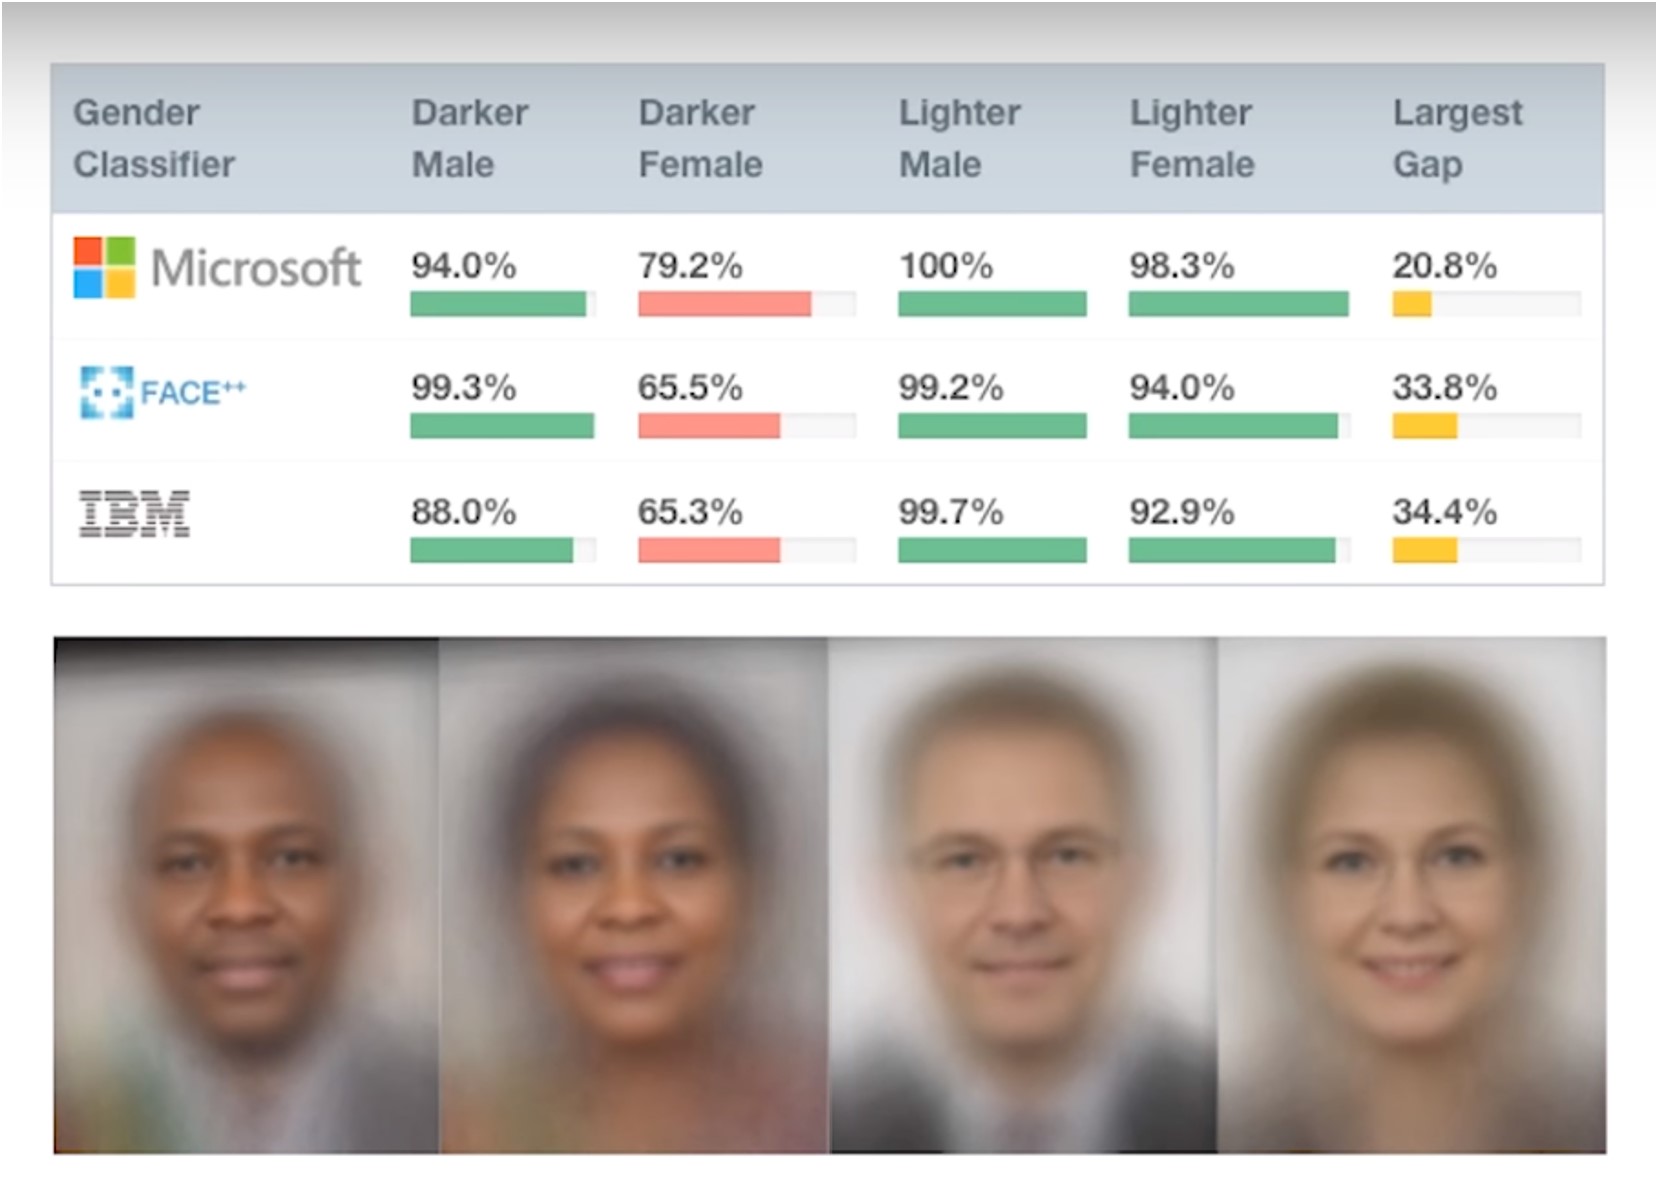 Gender Classifier
Darker Male
Darker Female
Lighter Male
Lighter Female
Largest Gap
Microsoft 94.0% 79.2% 100% 98.3% 20.8%
FACE++ 99.3% 65.5% 99.2% 94.0% 33.8%
IBM 88.0% 65.3% 99.7% 92.9% 34.4%